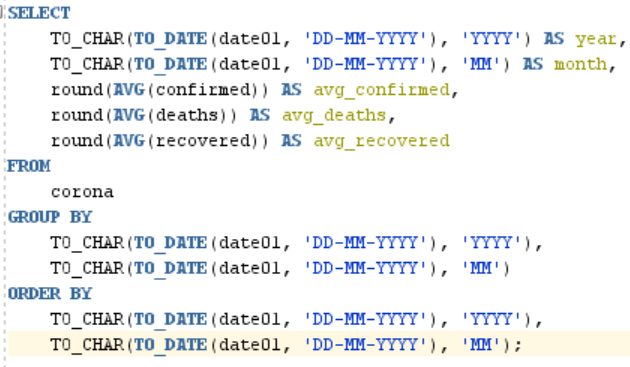 SELECT
    TO_CHAR(TO_DATE(date01, 'DD-MM-YYYY'), 'YYYY') AS year,
    TO_CHAR(TO_DATE(date01, 'DD-MM-YYYY'), 'MM') AS month,
    round(AVG(confirmed)) AS avg_confirmed,
    round(AVG(deaths)) AS avg_deaths,
    round(AVG(recovered)) AS avg_recovered
FROM
    corona
GROUP BY
    TO_CHAR(TO_DATE(date01, 'DD-MM-YYYY'), 'YYYY'),
    TO_CHAR(TO_DATE(date01, 'DD-MM-YYYY'), 'MM')
ORDER BY
    TO_CHAR(TO_DATE(date01, 'DD-MM-YYYY'), 'YYYY'),
    TO_CHAR(TO_DATE(date01, 'DD-MM-YYYY'), 'MM');